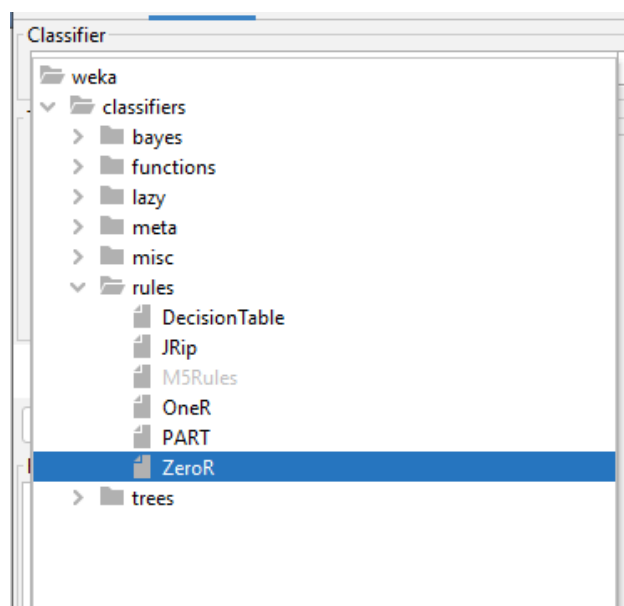 Classifier
weka
classifiers
bayes
functions
lazy
meta
misc
rules
DecisionTable
JRip
M5Rules
OneR
PART
ZeroR
trees